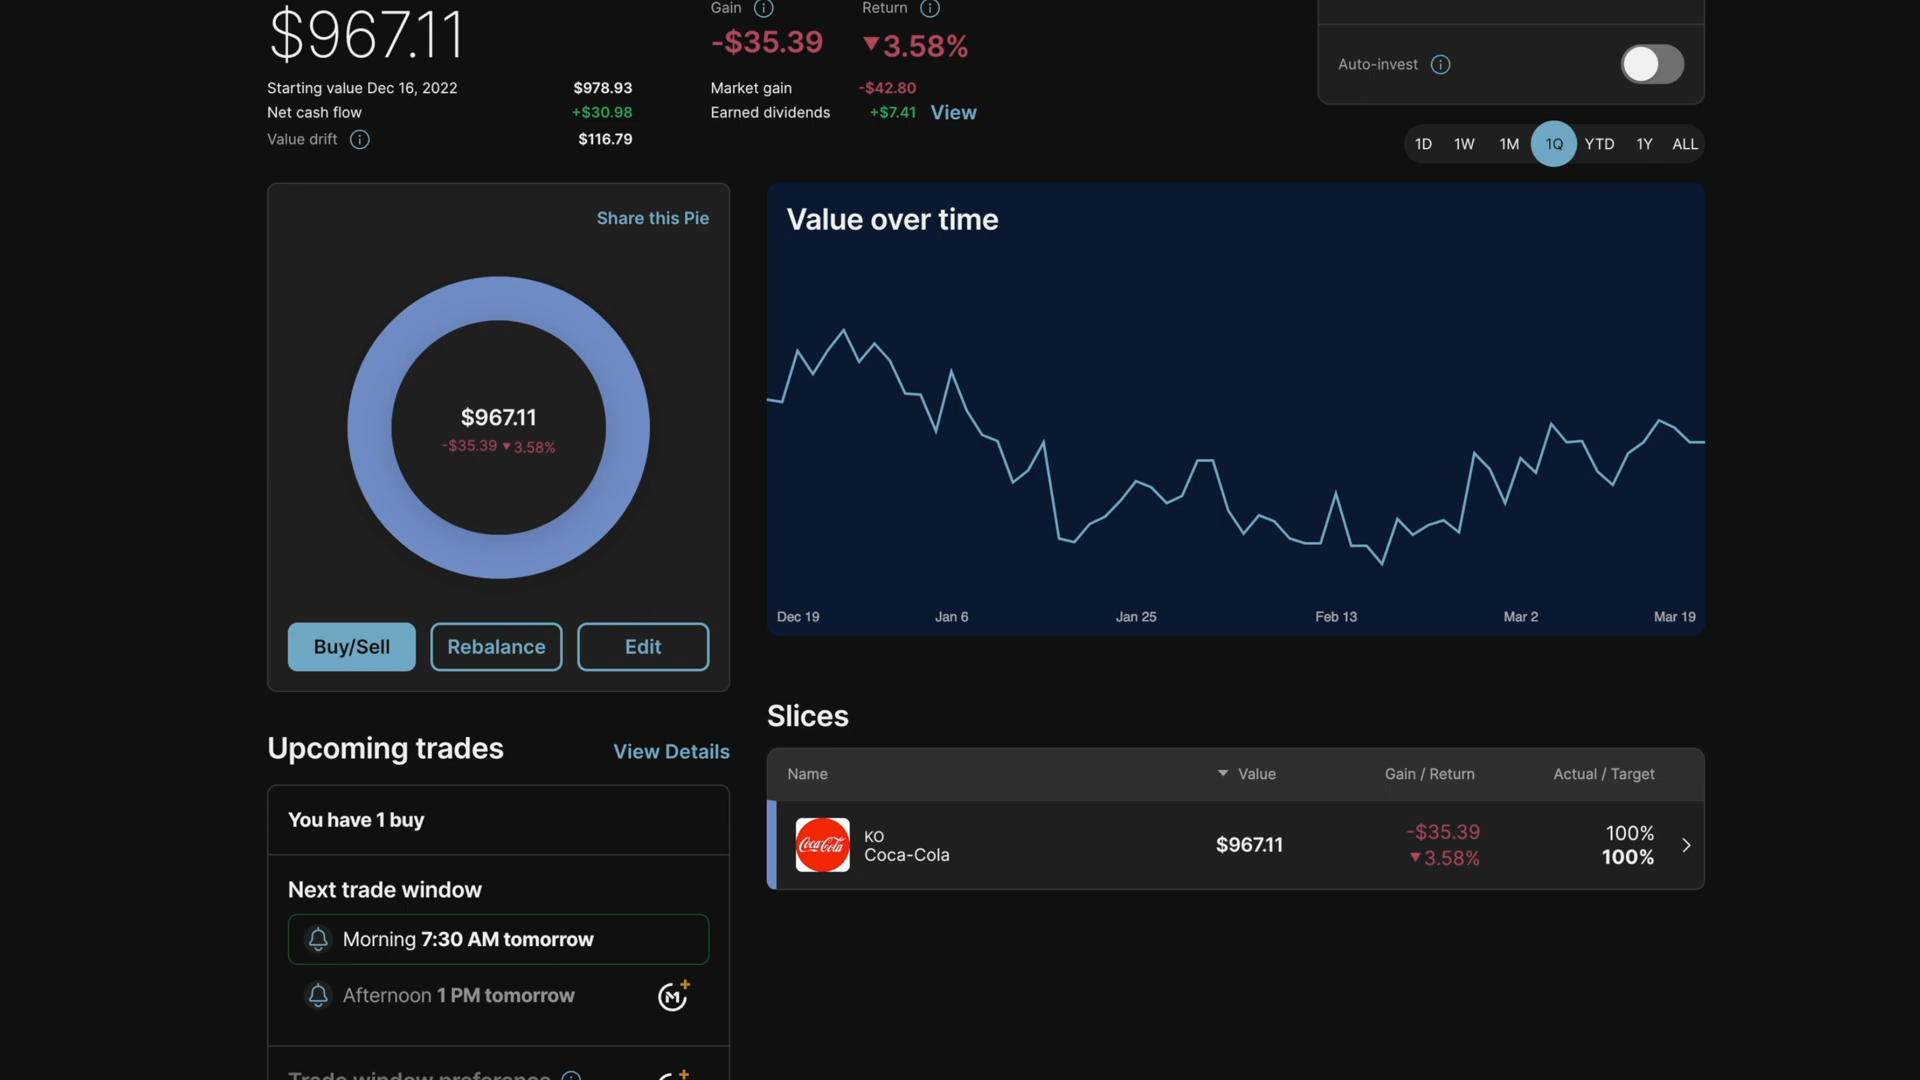 $967.11
Gain
Return
-$35.39
▼3.58%
Starting value Dec 16, 2022 $978.93
Net cash flow +$30.98
Value drift $116.79
Market gain -$42.80
Earned dividends +$7.41 View
Auto-invest
1D 1W 1M 1Q YTD 1Y ALL
Share this Pie
$967.11
-$35.39 ▼3.58%
Buy/Sell
Rebalance
Edit
Value over time
Dec 19 Jan 6 Jan 25 Feb 13 Mar 2 Mar 19
Upcoming trades
View Details
You have 1 buy
Next trade window
Morning 7:30 AM tomorrow
Afternoon 1 PM tomorrow
M+
Trade window preference
Slices
Name ▼ Value Gain / Return Actual / Target
Coca-Cola
KO
Coca-Cola
$967.11
-$35.39
▼3.58%
100%
100%